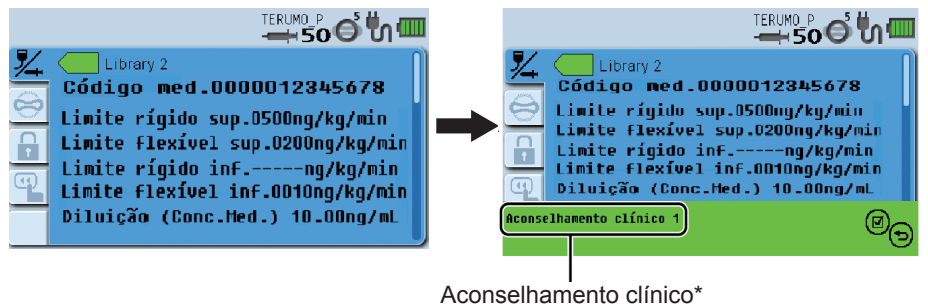 TERUMO_P
50 5
Library 2
Código med.0000012345678
Limite rígido sup.0500ng/kg/min
Limite flexível sup.0200ng/kg/min
Limite rígido inf.-----ng/kg/min
Limite flexível inf.0010ng/kg/min
Diluição (Conc.Med.) 10.00ng/mL
TERUMO_P
50 5
Library 2
Código med.0000012345678
Limite rígido sup.0500ng/kg/min
Limite flexível sup.0200ng/kg/min
Limite rígido inf.-----ng/kg/min
Limite flexível inf.0010ng/kg/min
Diluição (Conc.Med.) 10.00ng/mL
Aconselhamento clínico 1
Aconselhamento clínico*